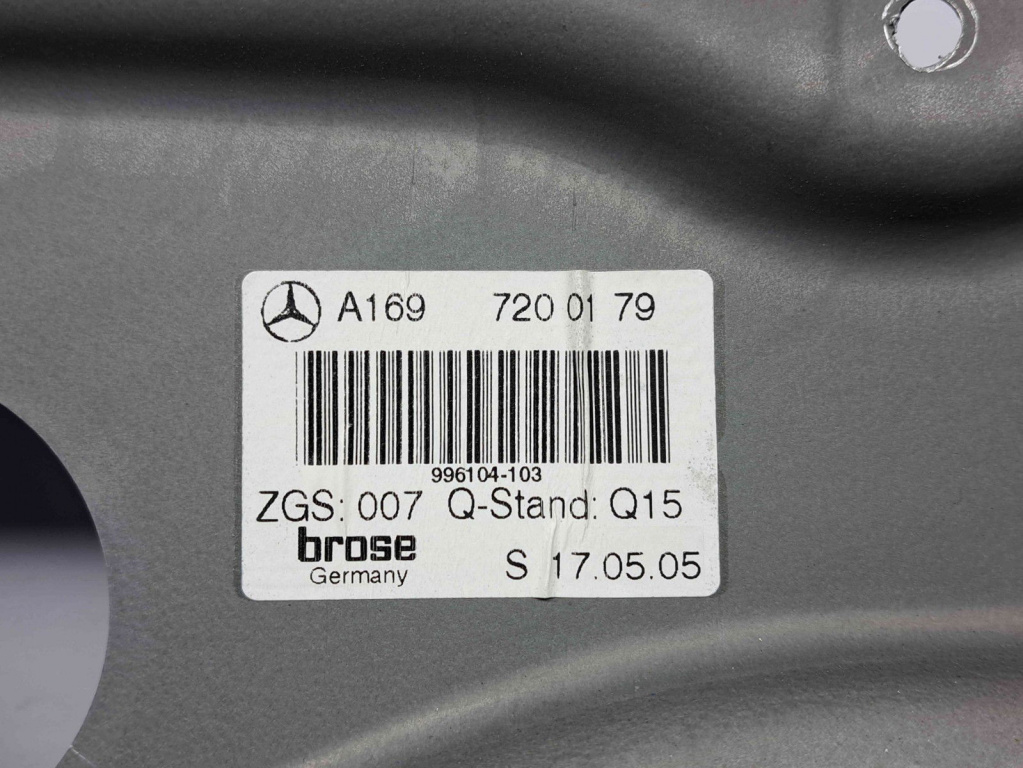 A169 720 01 79
996104-103
ZGS: 007 Q-Stand: Q15
brose
Germany
S 17.05.05